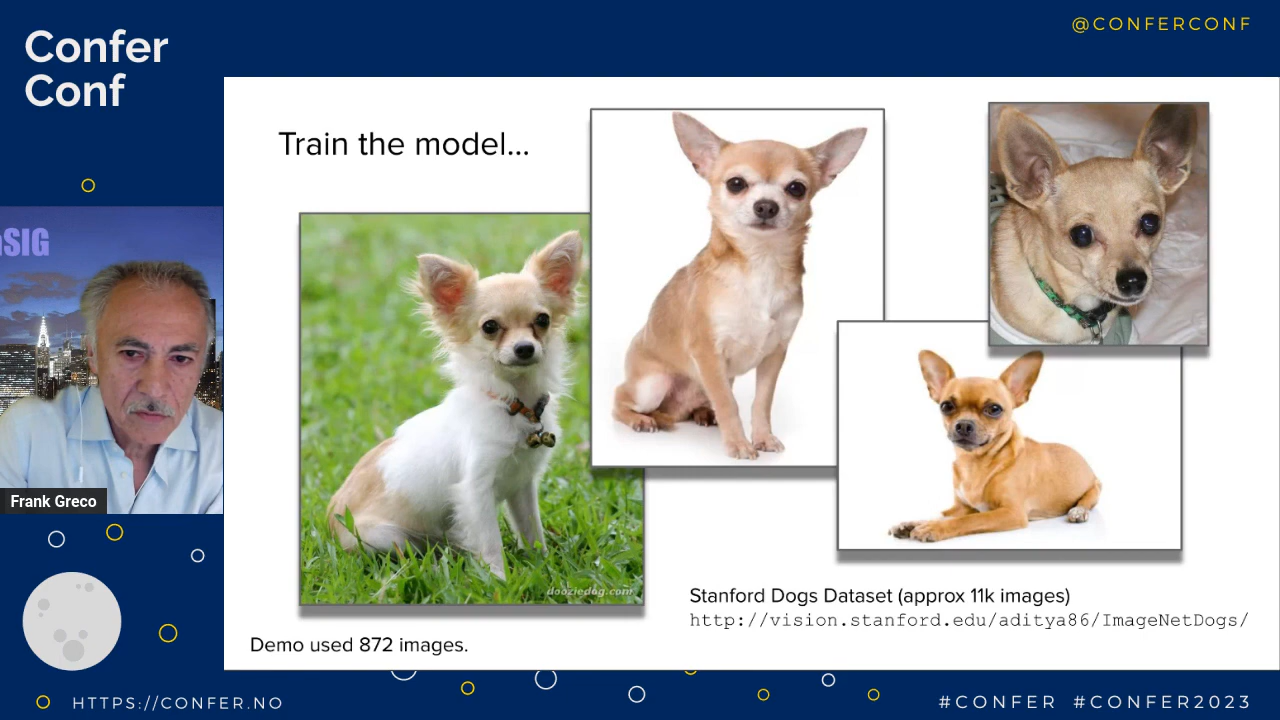 Confer
Conf
@CONFERCONF
Train the model...
SIG
Frank Greco
dooziedog.com
Stanford Dogs Dataset (approx 11k images)
http://vision.stanford.edu/aditya86/ImageNetDogs/
Demo used 872 images.
HTTPS://CONFER.NO
#CONFER #CONFER2023